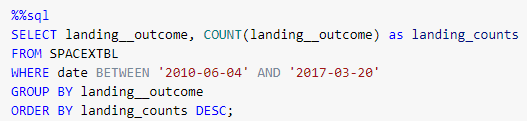 %%sql
SELECT landing__outcome, COUNT(landing__outcome) as landing_counts
FROM SPACEXTBL
WHERE date BETWEEN '2010-06-04' AND '2017-03-20'
GROUP BY landing__outcome
ORDER BY landing_counts DESC;